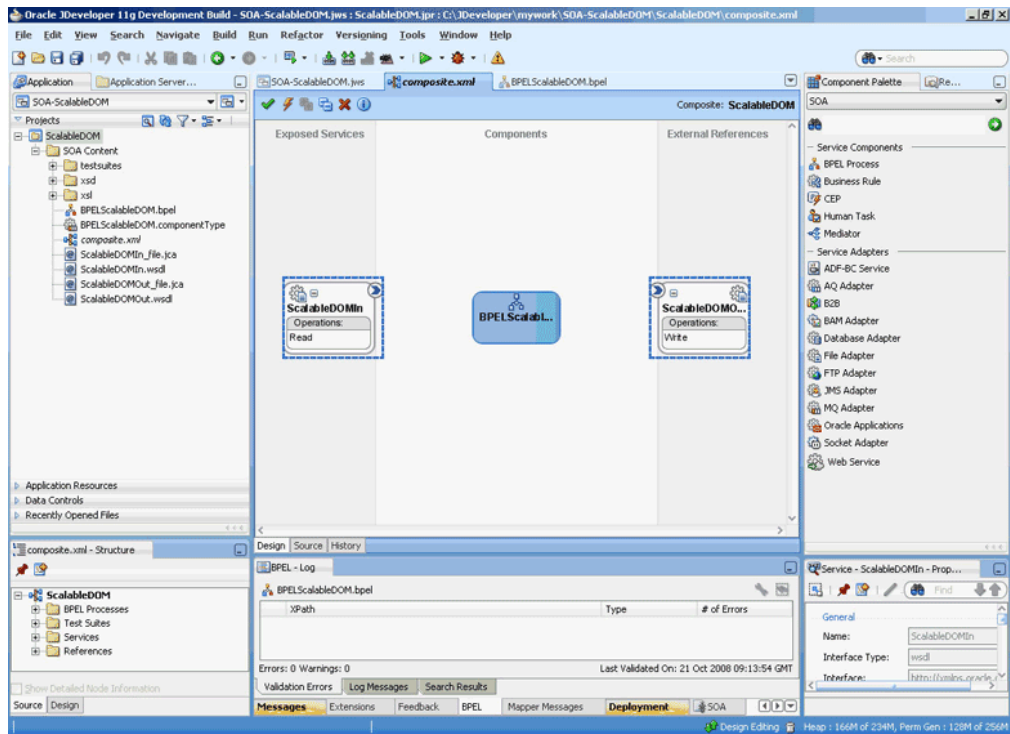 Oracle JDeveloper 11g Development Build - SOA-ScalableDOM.jws : ScalableDOM.jpr : C:\JDeveloper\mywork\SOA-ScalableDOM\ScalableDOM\composite.xml
File Edit View Search Navigate Build Run Refactor Versioning Tools Window Help
Search
Application
Application Server...
SOA-ScalableDOM
Projects
ScalableDOM
SOA Content
testsuites
xsd
xsl
BPELScalableDOM.bpel
BPELScalableDOM.componentType
composite.xml
ScalableDOMIn_file.jca
ScalableDOMIn.wsdl
ScalableDOMOut_file.jca
ScalableDOMOut.wsdl
Application Resources
Data Controls
Recently Opened Files
composite.xml - Structure
ScalableDOM
BPEL Processes
Test Suites
Services
References
Show Detailed Node Information
Source Design
SOA-ScalableDOM.jws
composite.xml
BPELScalableDOM.bpel
Composite: ScalableDOM
Exposed Services
Components
External References
ScalableDOMIn
Operations:
Read
BPELScalabl...
ScalableDOMO...
Operations:
Write
Design Source History
BPEL - Log
BPELScalableDOM.bpel
XPath Type # of Errors
Errors: 0 Warnings: 0
Last Validated On: 21 Oct 2008 09:13:54 GMT
Validation Errors Log Messages Search Results
Messages Extensions Feedback BPEL Mapper Messages Deployment SOA
Component Palette
Re...
SOA
Service Components
BPEL Process
Business Rule
CEP
Human Task
Mediator
Service Adapters
ADF-BC Service
AQ Adapter
B2B
BAM Adapter
Database Adapter
File Adapter
FTP Adapter
JMS Adapter
MQ Adapter
Oracle Applications
Socket Adapter
Web Service
Service - ScalableDOMIn - Prop...
Find
General
Name: ScalableDOMIn
Interface Type: wsdl
Interface: http://xmlns.oracle.
Design Editing
Heap : 166M of 234M, Perm Gen : 128M of 256M